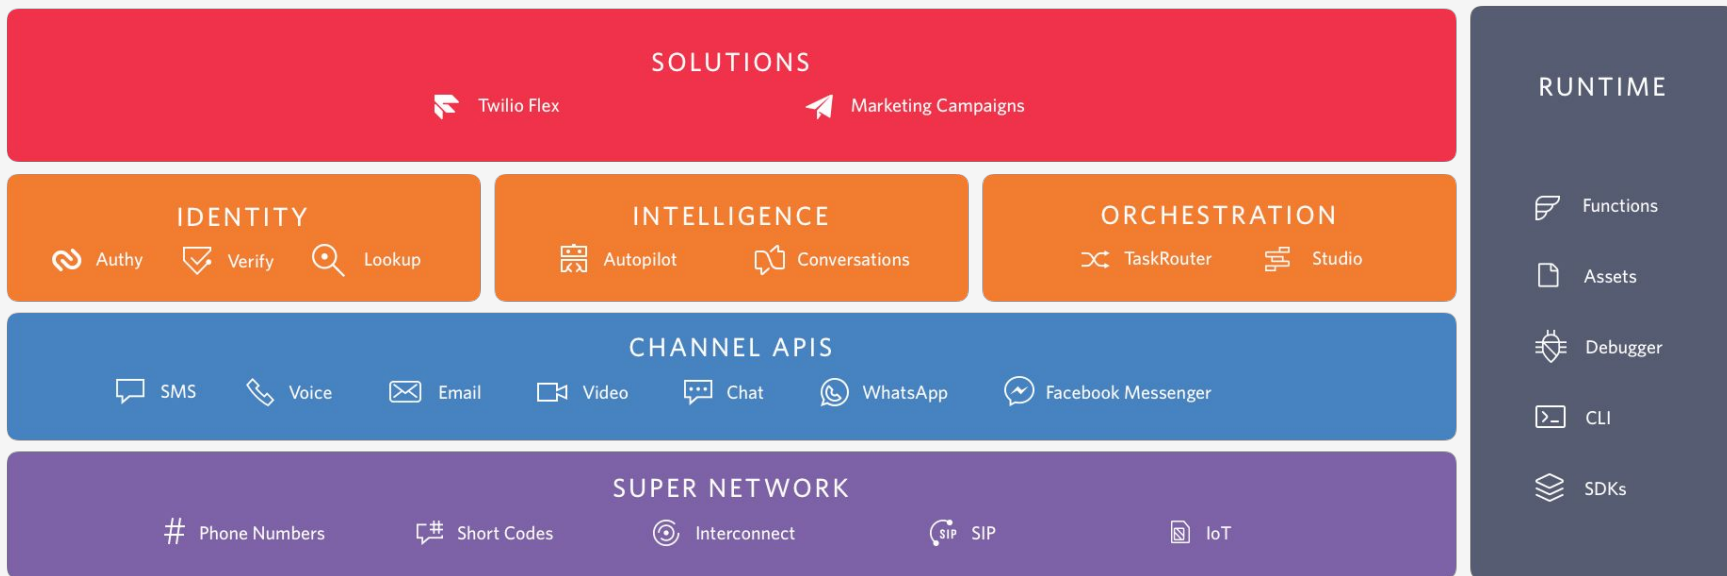 SOLUTIONS
Twilio Flex Marketing Campaigns
IDENTITY
Authy Verify Lookup
INTELLIGENCE
Autopilot Conversations
ORCHESTRATION
TaskRouter Studio
CHANNEL APIS
SMS Voice Email Video Chat WhatsApp Facebook Messenger
SUPER NETWORK
# Phone Numbers # Short Codes Interconnect SIP SIP IoT
RUNTIME
Functions
Assets
Debugger
CLI
SDKs